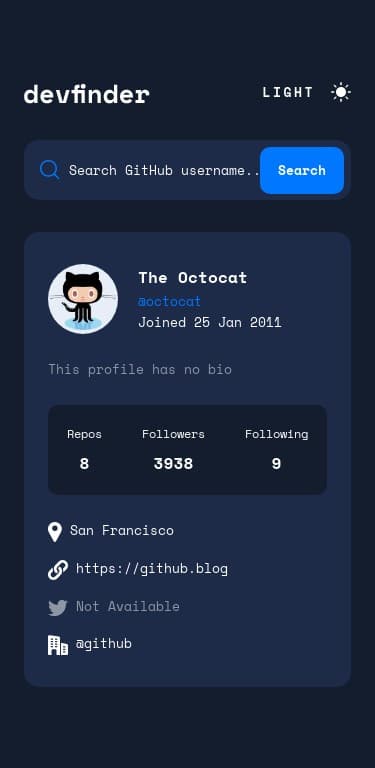 devfinder
LIGHT
Search GitHub username..
Search
The Octocat
@octocat
Joined 25 Jan 2011
This profile has no bio
Repos Followers Following
8 3938 9
San Francisco
https://github.blog
Not Available
@github